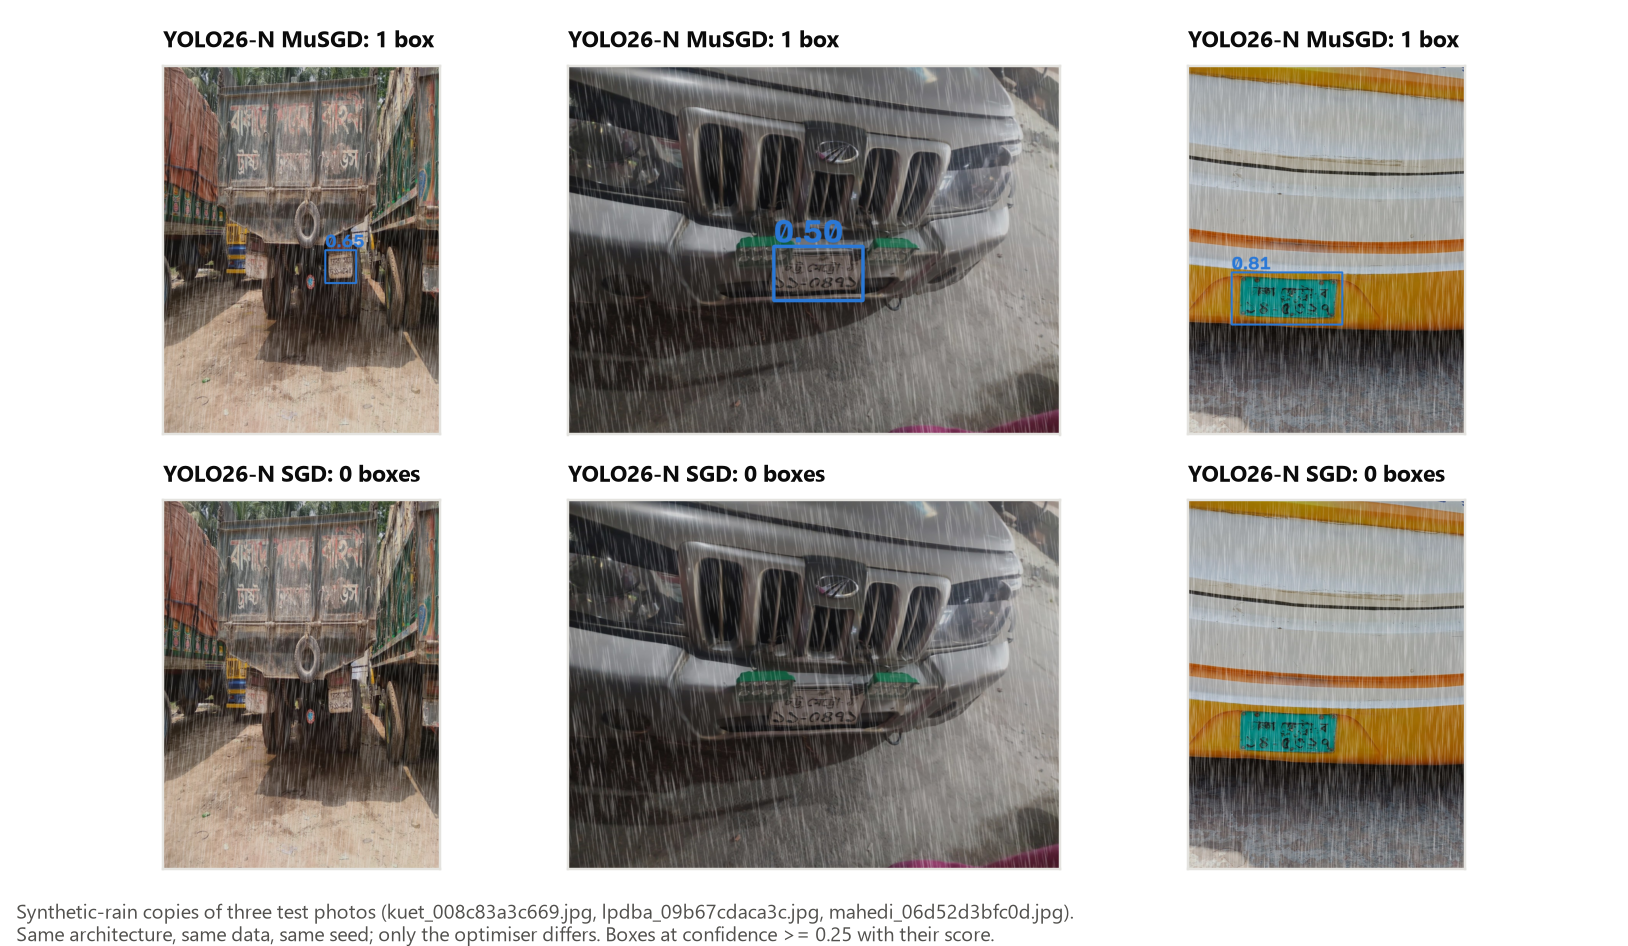 YOLO26-N MuSGD: 1 box
YOLO26-N MuSGD: 1 box
YOLO26-N MuSGD: 1 box
0.65
0.50
0.81
১১-০৪৪১
YOLO26-N SGD: 0 boxes
YOLO26-N SGD: 0 boxes
YOLO26-N SGD: 0 boxes
Synthetic-rain copies of three test photos (kuet_008c83a3c669.jpg, lpdba_09b67cdaca3c.jpg, mahedi_06d52d3bfc0d.jpg).
Same architecture, same data, same seed; only the optimiser differs. Boxes at confidence >= 0.25 with their score.